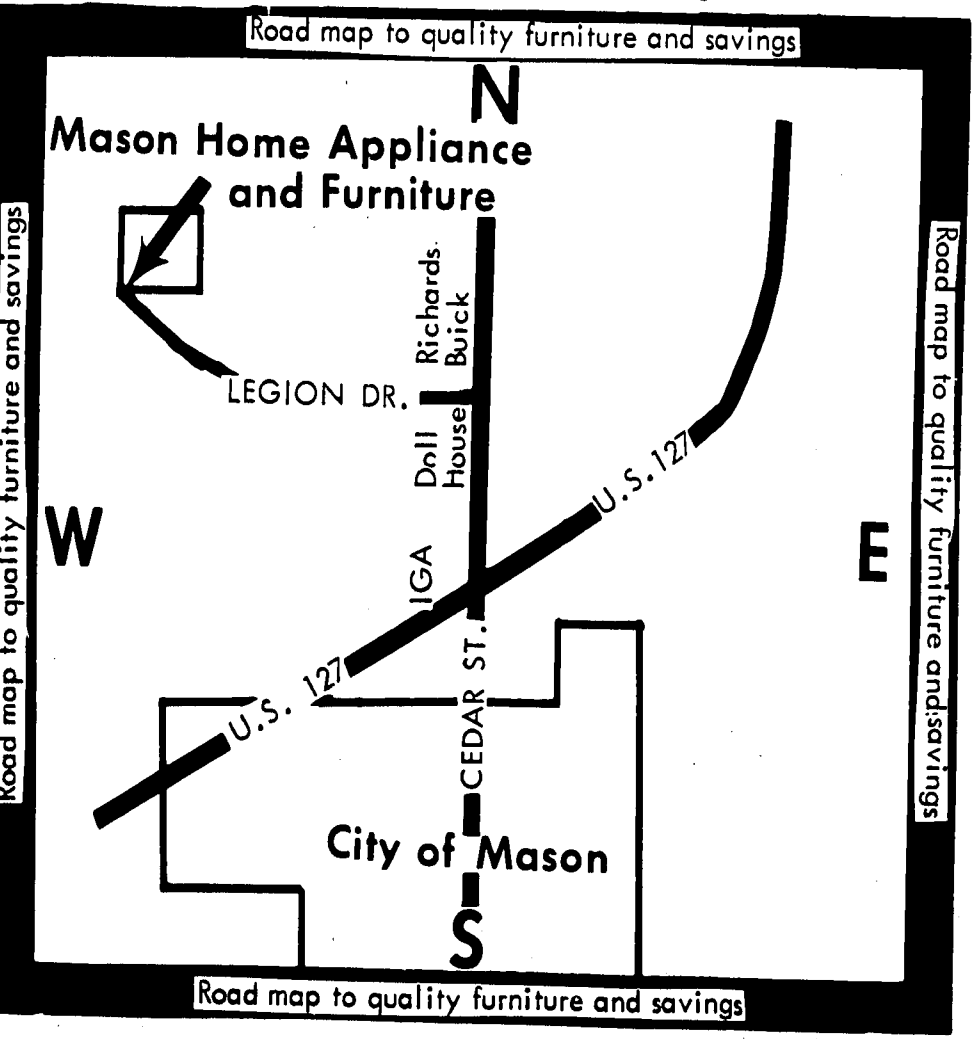 Road map to quality furniture and savings
N
Mason Home Appliance
and Furniture
Richards
Buick
LEGION DR.
Doll
House
U.S. 127
W
E
IGA
U.S. 127
CEDAR ST.
City of Mason
S
Road map to quality furniture and savings
Road map to quality furniture and savings
Road map to quality furniture and savings